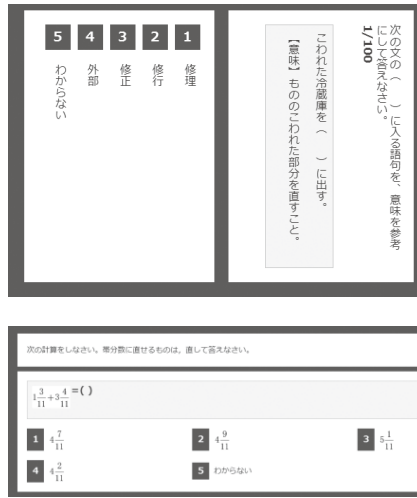 次の文の（　　）に入る語句を、意味を参考
にして答えなさい。
1/100
こわれた冷蔵庫を（　　）に出す。
【意味】もののこわれた部分を直すこと。
1 修理
2 修行
3 修正
4 外部
5 わからない
次の計算をしなさい。帯分数に直せるものは、直して答えなさい。
1 3/11 + 3 4/11 =( )
1 4 7/11
2 4 9/11
3 5 1/11
4 4 2/11
5 わからない